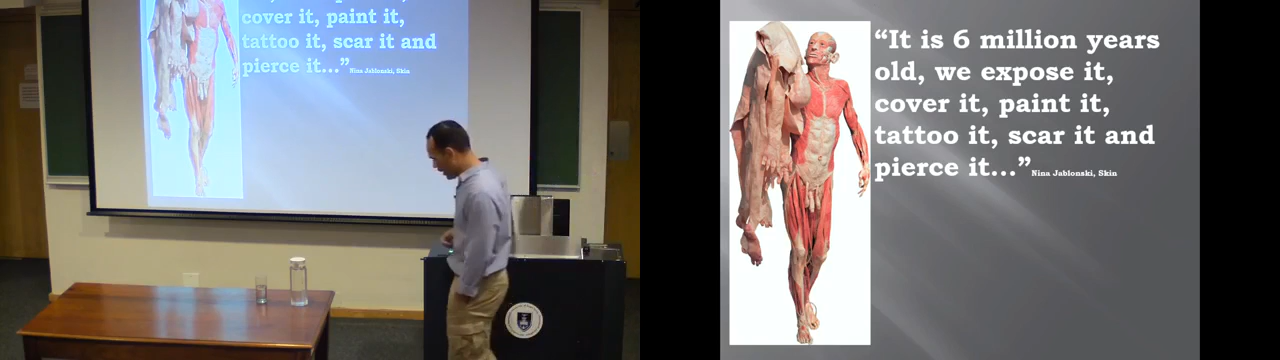 cover it, paint it,
tattoo it, scar it and
pierce it...” Nina Jablonski, Skin
“It is 6 million years
old, we expose it,
cover it, paint it,
tattoo it, scar it and
pierce it...” Nina Jablonski, Skin